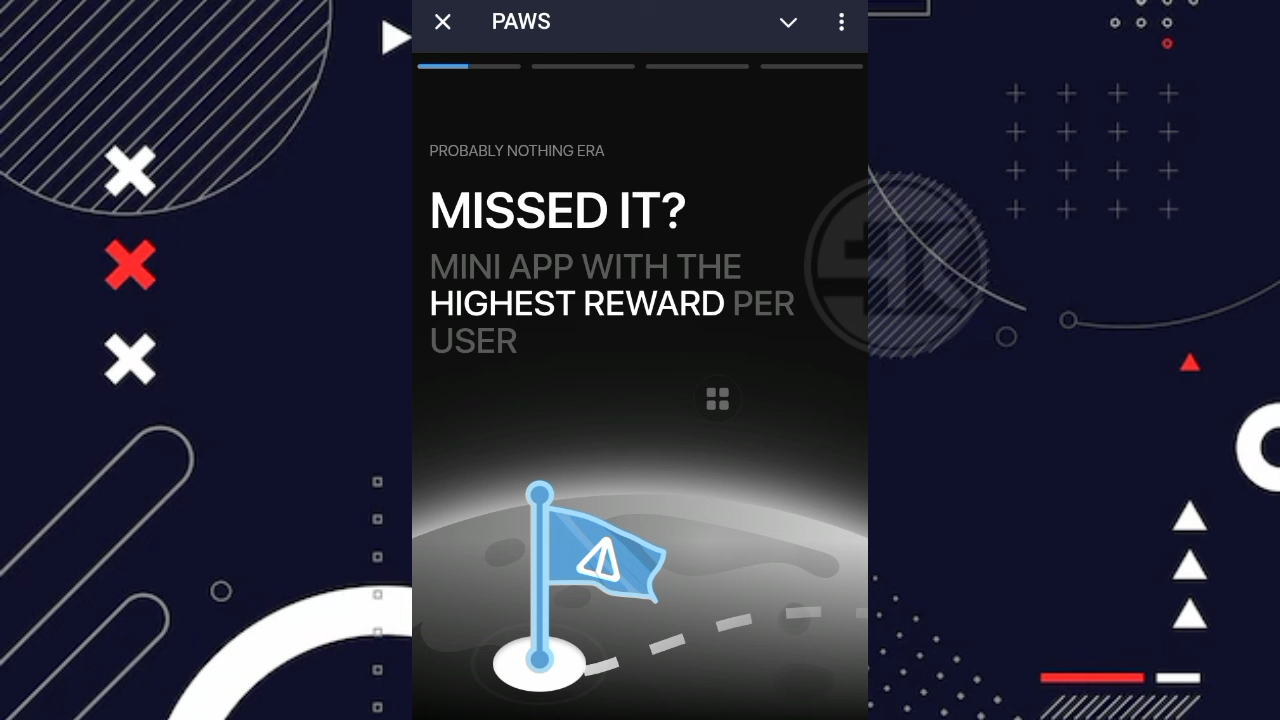 PAWS
PROBABLY NOTHING ERA
MISSED IT?
MINI APP WITH THE
HIGHEST REWARD PER
USER